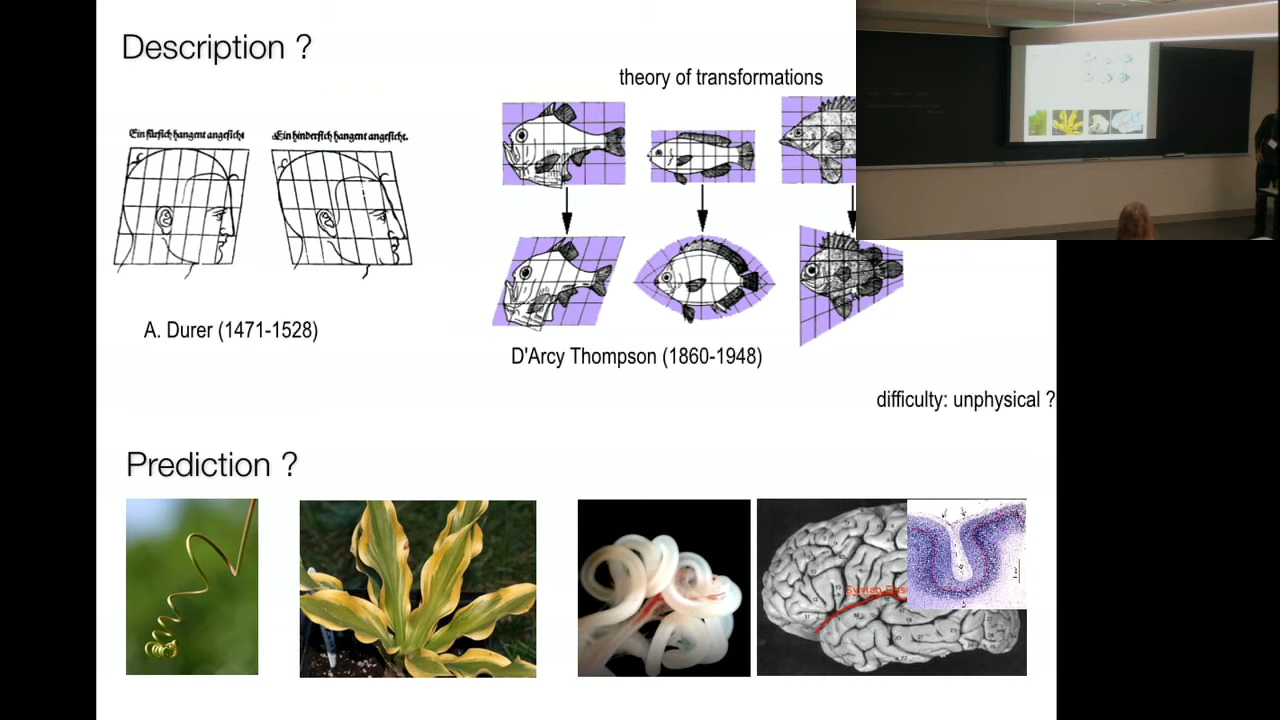 Description ?
theory of transformations
Ein fürsich hangent angesicht
Ein hindersich hangent angesicht.
A. Durer (1471-1528)
D'Arcy Thompson (1860-1948)
difficulty: unphysical ?
Prediction ?